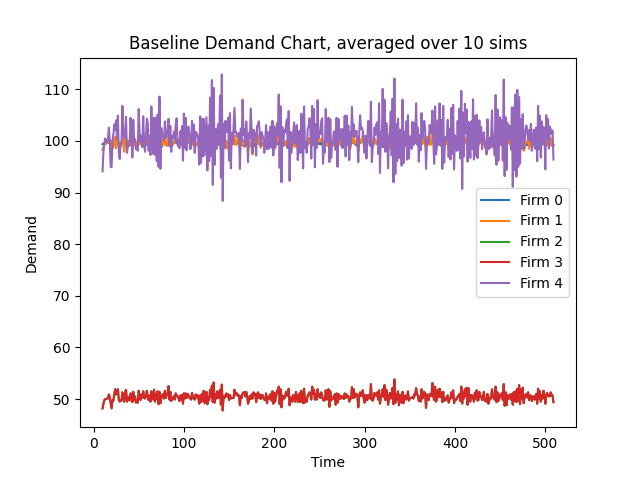 Baseline Demand Chart, averaged over 10 sims
Demand
110
100
90
80
70
60
50
0
100
200
300
400
500
Time
Firm 0
Firm 1
Firm 2
Firm 3
Firm 4